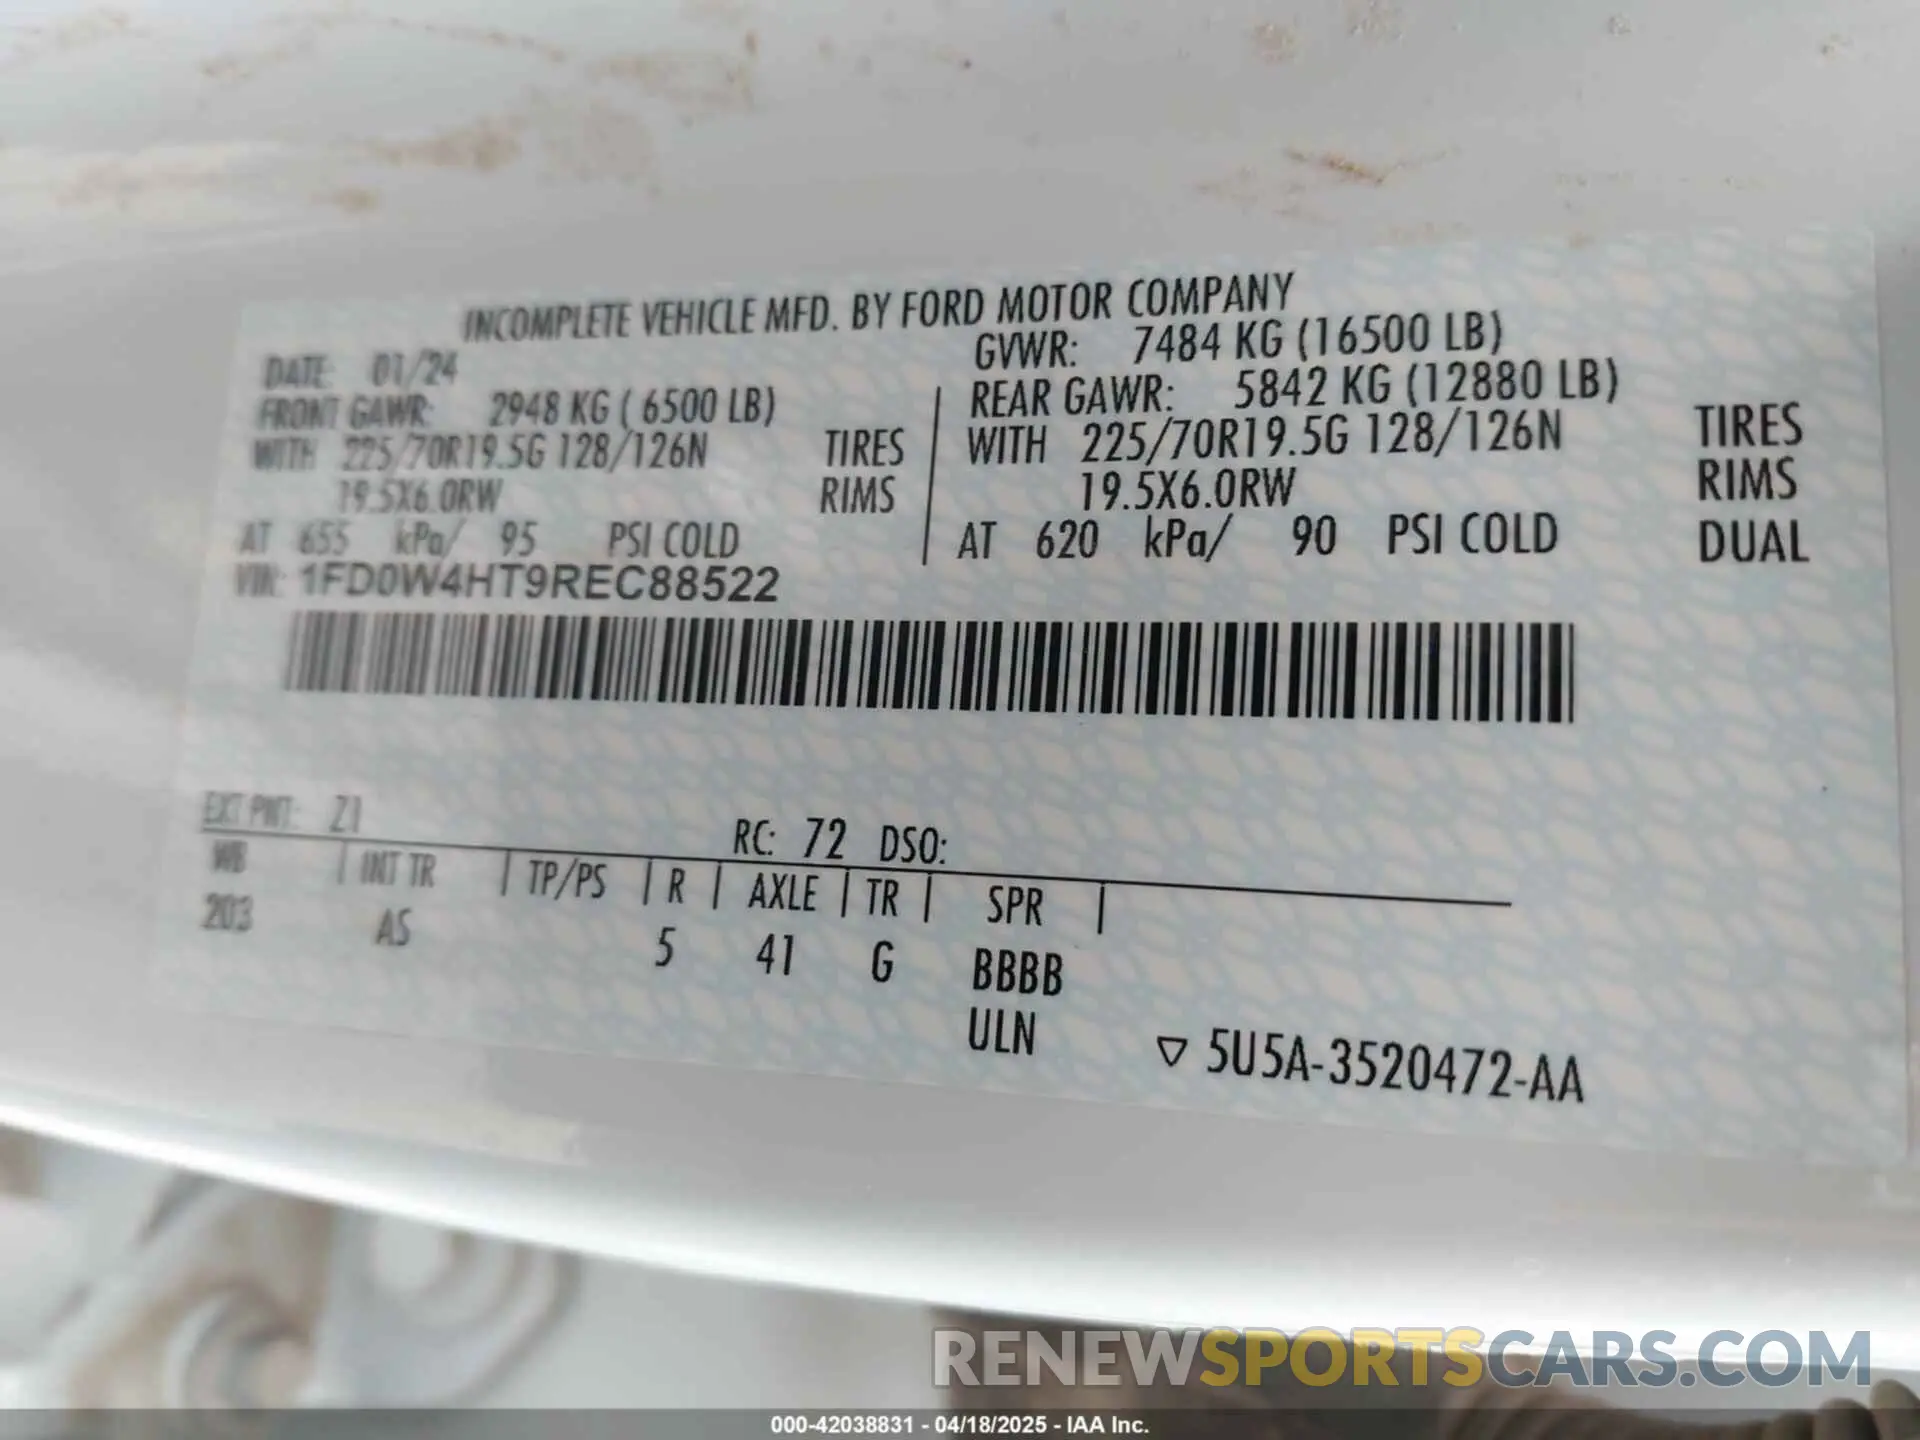 INCOMPLETE VEHICLE MFD. BY FORD MOTOR COMPANY
DATE: 01/24
GVWR: 7484 KG (16500 LB)
FRONT GAWR: 2948 KG ( 6500 LB)
REAR GAWR: 5842 KG (12880 LB)
WITH 225/70R19.5G 128/126N TIRES
WITH 225/70R19.5G 128/126N TIRES
19.5X6.0RW RIMS
19.5X6.0RW RIMS
AT 655 kPa/ 95 PSI COLD
AT 620 kPa/ 90 PSI COLD DUAL
VIN: 1FD0W4HT9REC88522
EXT PNT: Z1 RC: 72 DSO:
WB | INT TR | TP/PS | R | AXLE | TR | SPR |
203 AS 5 41 G BBBB
ULN
▽ 5U5A-3520472-AA
RENEWSPORTSCARS.COM
000-42038831 - 04/18/2025 - IAA Inc.